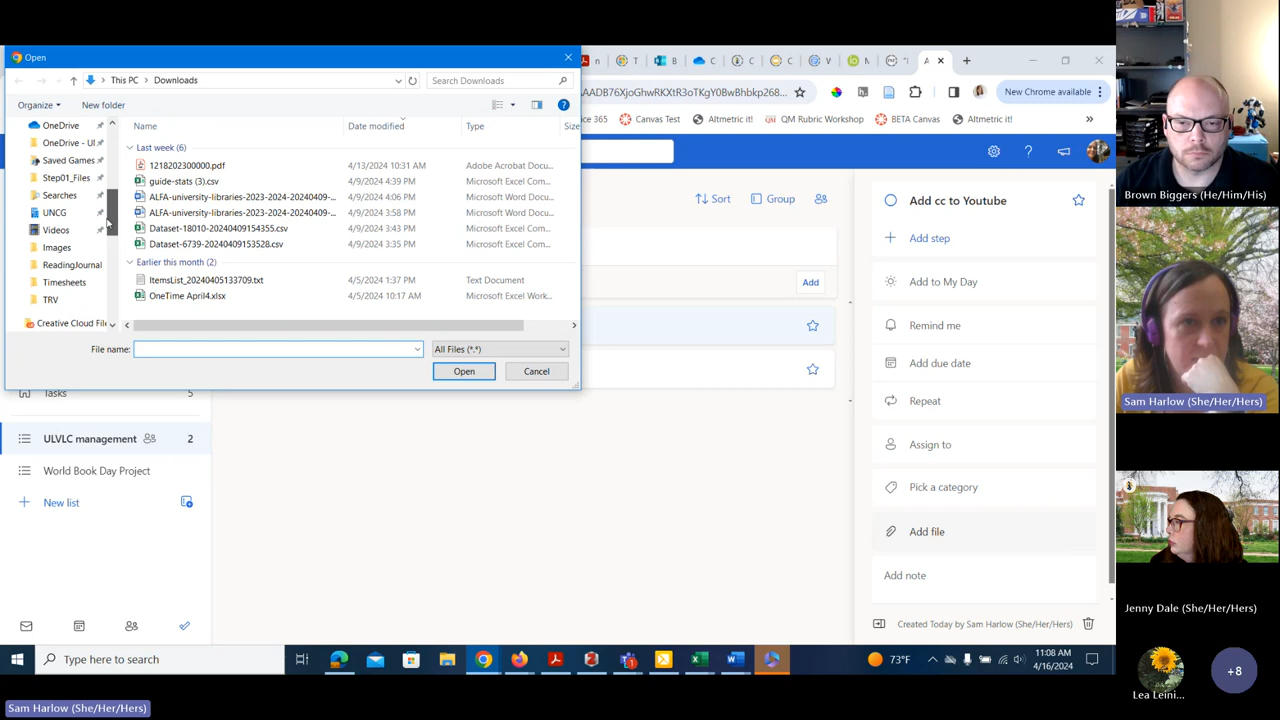 Open
This PC > Downloads
Search Downloads
Organize
New folder
Name
Date modified
Type
Size
OneDrive
OneDrive - UI
Saved Games
Step01_Files
Searches
UNCG
Videos
Images
ReadingJournal
Timesheets
TRV
Creative Cloud File
Last week (6)
1218202300000.pdf 4/13/2024 10:31 AM Adobe Acrobat Docu...
guide-stats (3).csv 4/9/2024 4:39 PM Microsoft Excel Com...
ALFA-university-libraries-2023-2024-20240409-... 4/9/2024 4:06 PM Microsoft Word Docu...
ALFA-university-libraries-2023-2024-20240409-... 4/9/2024 3:58 PM Microsoft Word Docu...
Dataset-18010-20240409154355.csv 4/9/2024 3:43 PM Microsoft Excel Com...
Dataset-6739-20240409153528.csv 4/9/2024 3:35 PM Microsoft Excel Com...
Earlier this month (2)
ItemsList_20240405133709.txt 4/5/2024 1:37 PM Text Document
OneTime April4.xlsx 4/5/2024 10:17 AM Microsoft Excel Work...
File name:
All Files (*.*)
Open
Cancel
AADB76XjoGhwRKXtR3oTKgY0BwBhbkp268...
New Chrome available
ice 365
Canvas Test
Altmetric it!
QM Rubric Workshop
BETA Canvas
Altmetric it!
Sort
Group
Add
Add cc to Youtube
Add step
Add to My Day
Remind me
Add due date
Repeat
Assign to
Pick a category
Add file
Add note
Created Today by Sam Harlow (She/Her/Hers)
Tasks 5
ULVLC management 2
World Book Day Project
New list
Type here to search
73°F
11:08 AM
4/16/2024
Brown Biggers (He/Him/His)
Sam Harlow (She/Her/Hers)
Jenny Dale (She/Her/Hers)
Lea Leini...
+8
Sam Harlow (She/Her/Hers)